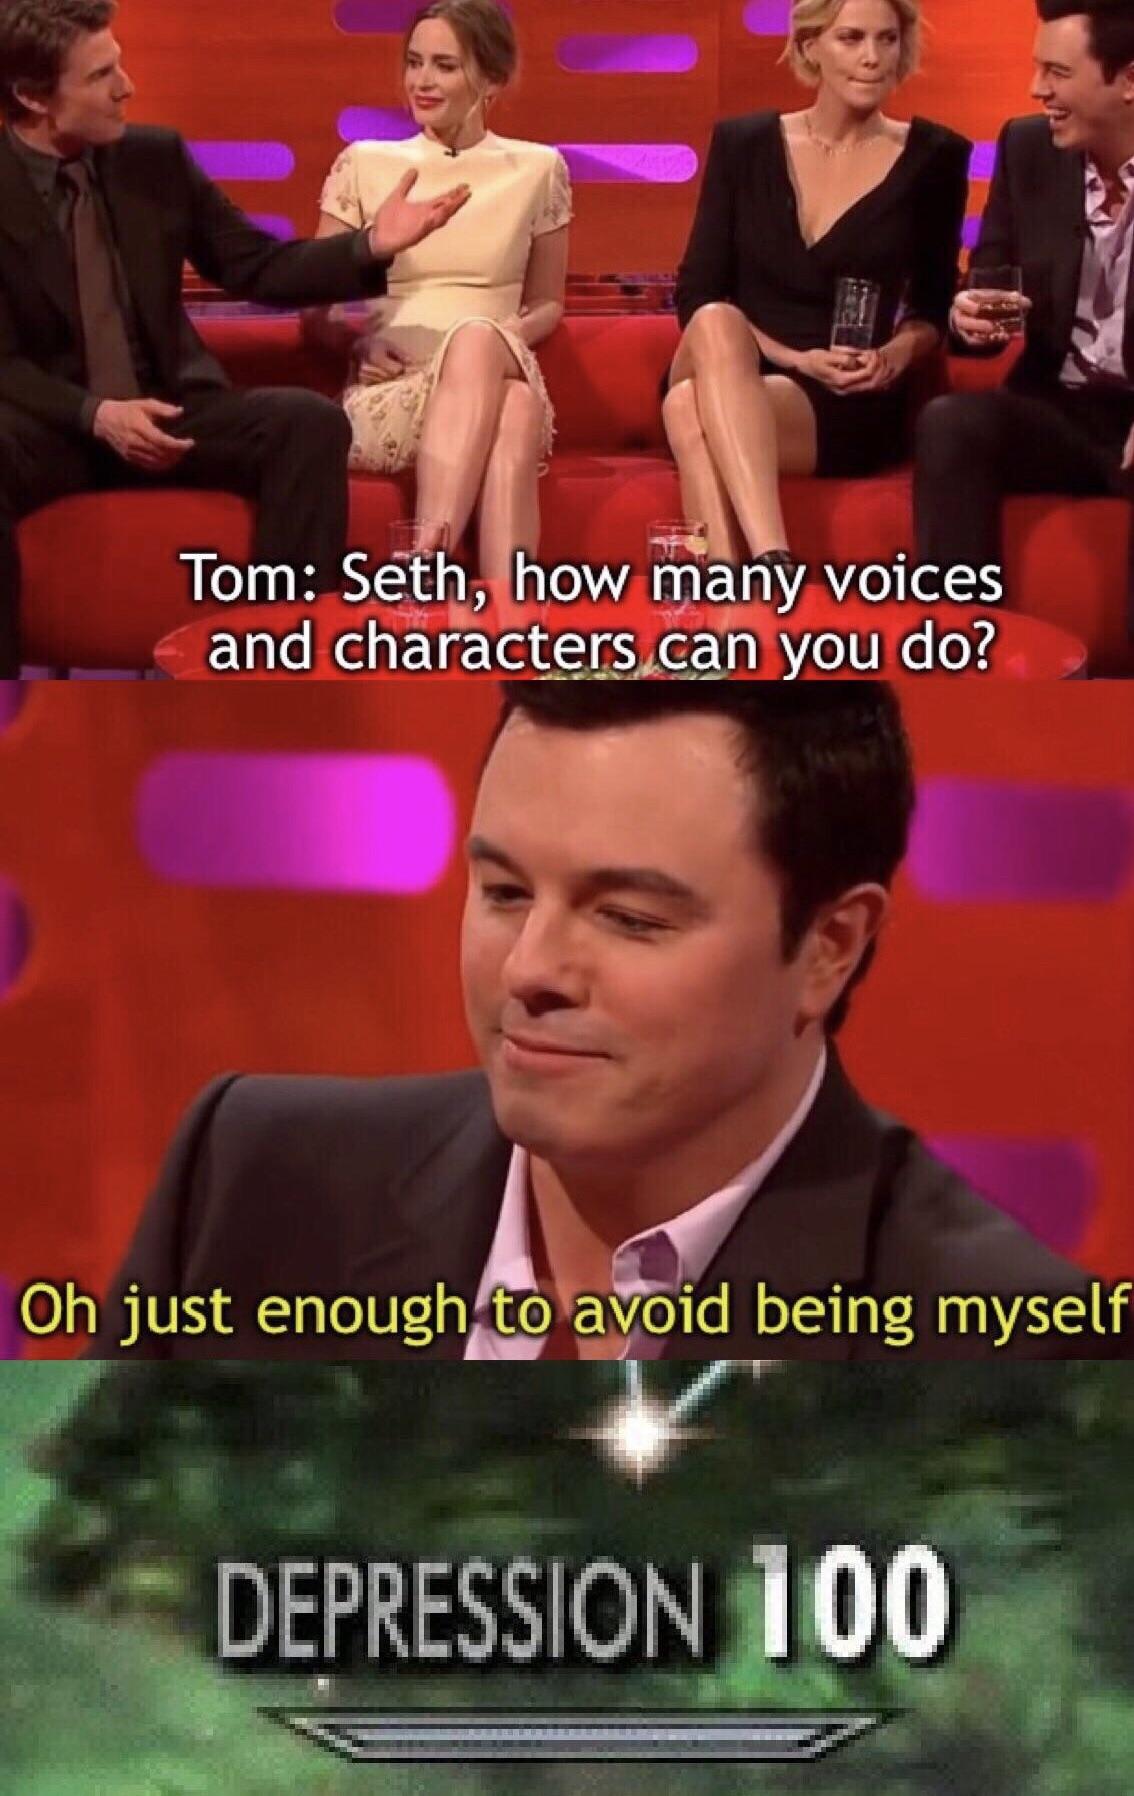 Tom: Seth, how many voices
and characters can you do?
Oh just enough to avoid being myself
DEPRESSION 100